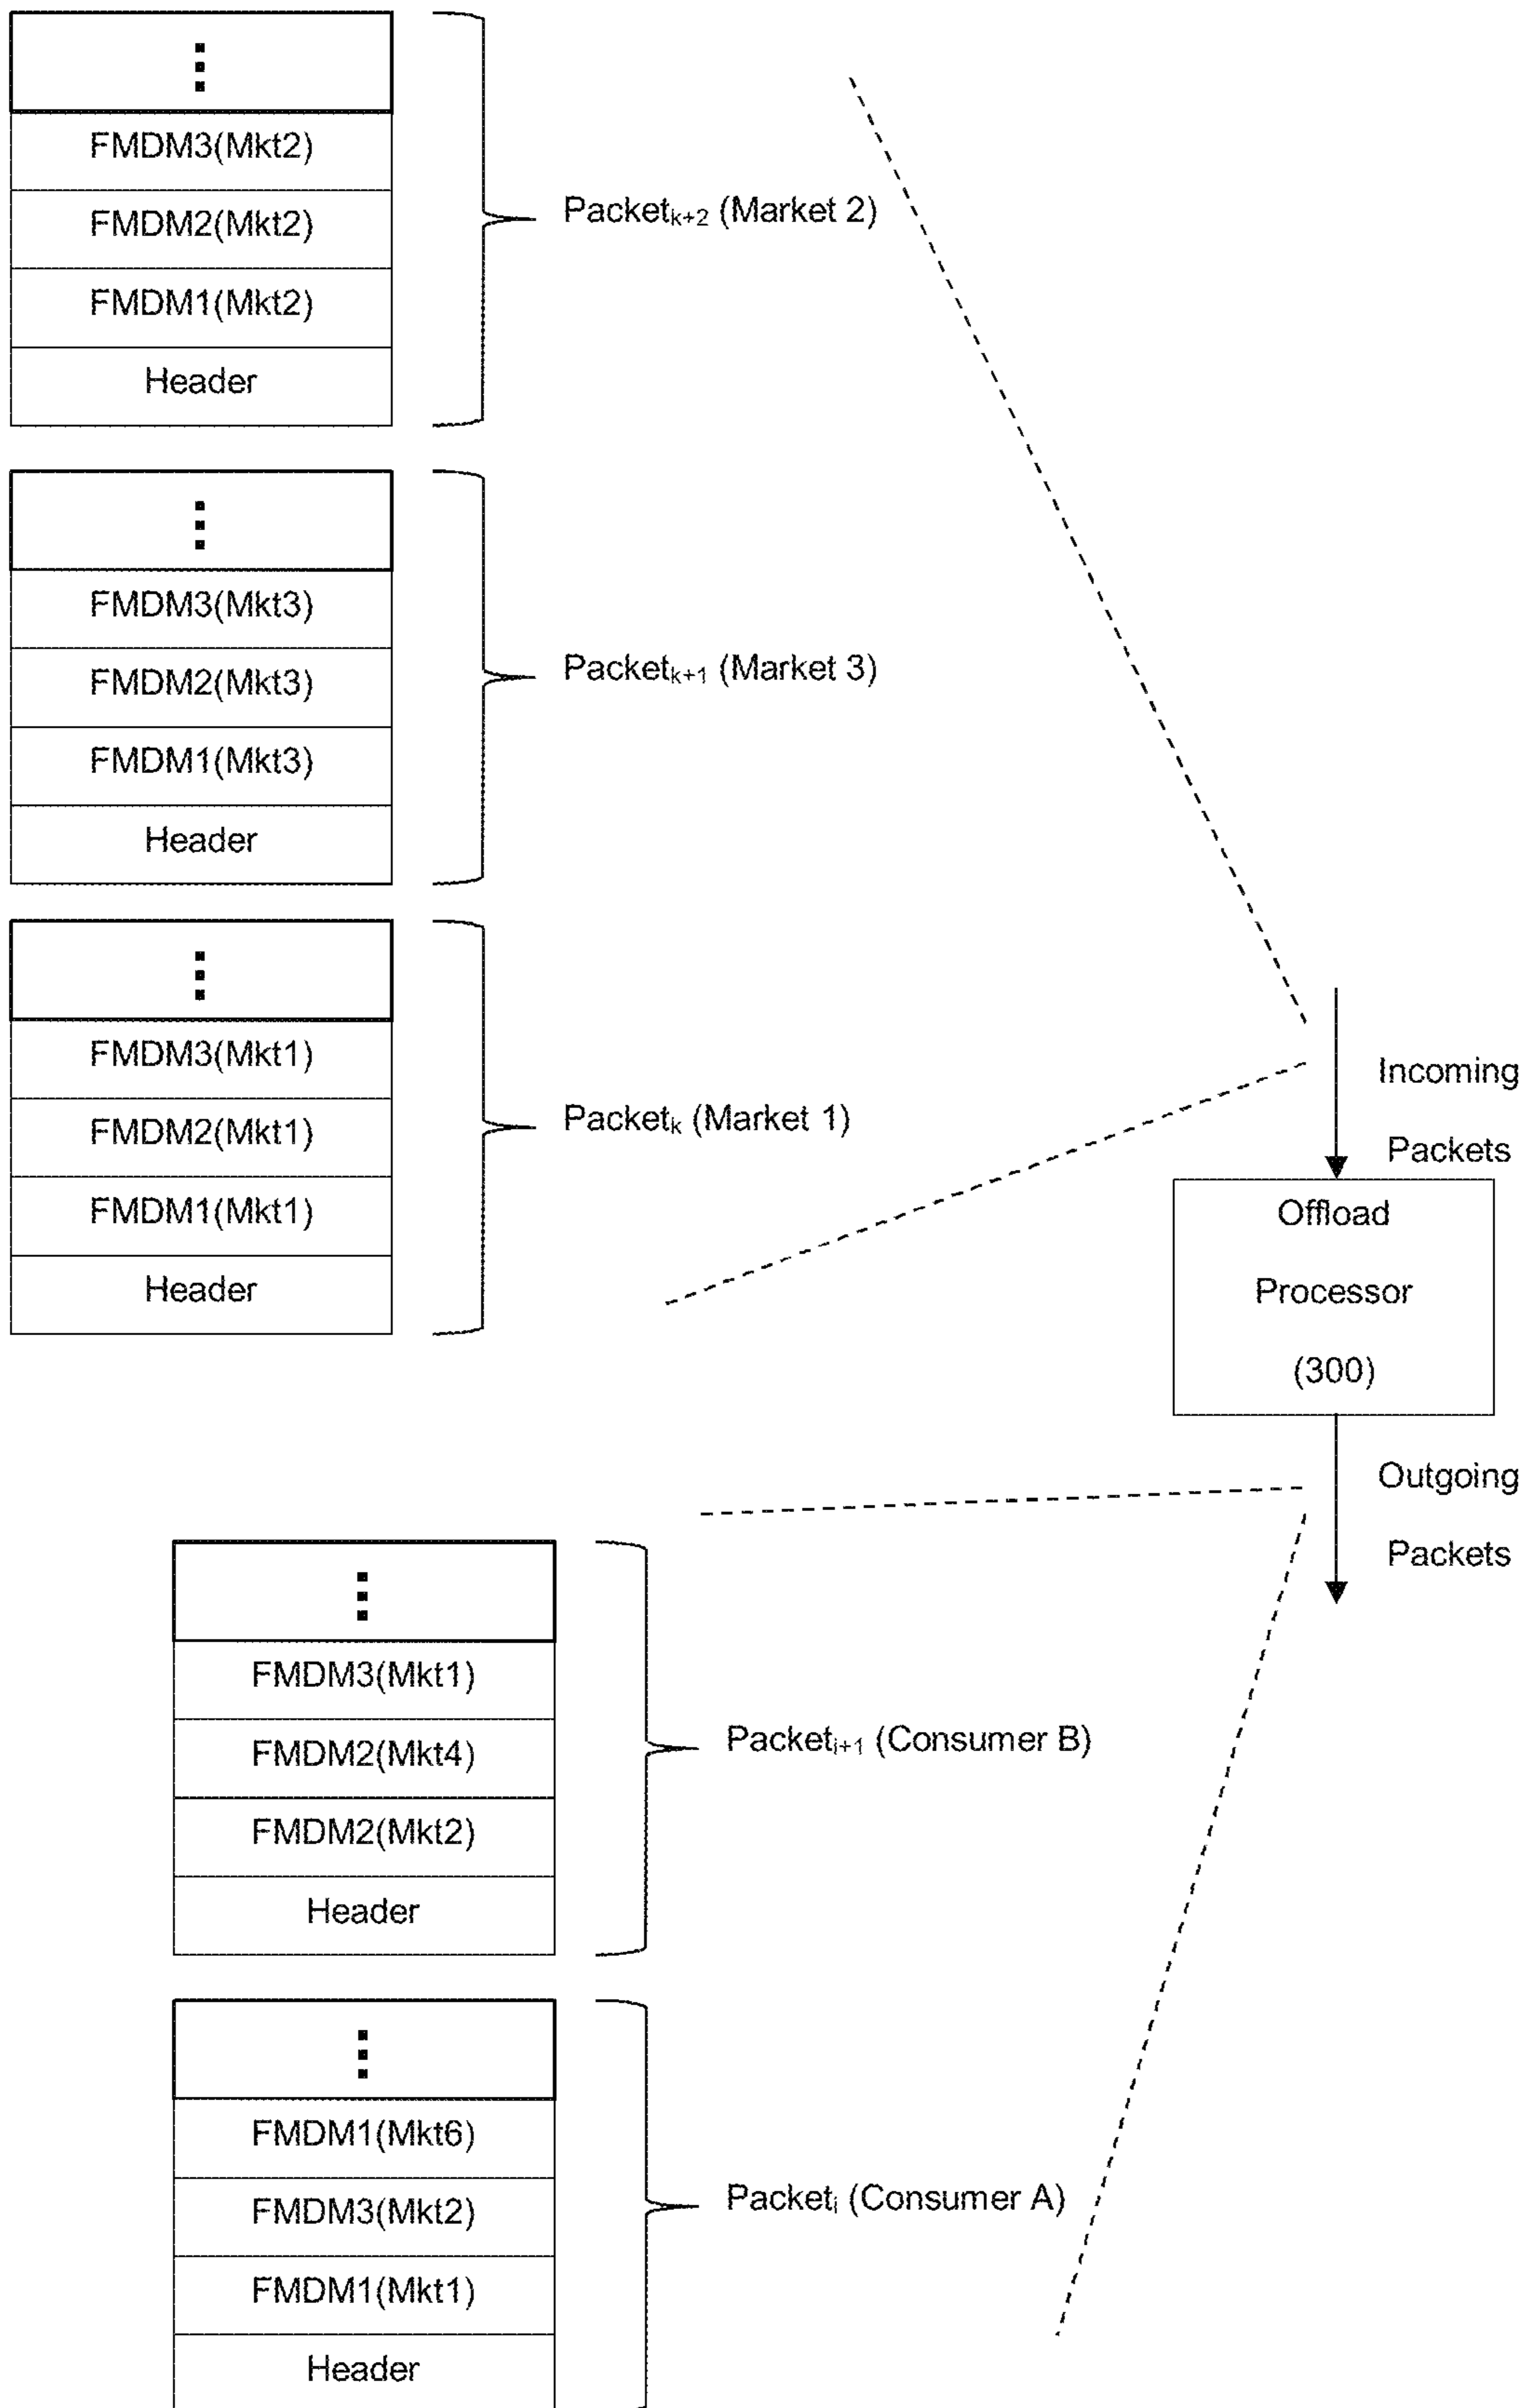 FMDM3(Mkt2)
FMDM2(Mkt2)
FMDM1(Mkt2)
Header
Packetk+2 (Market 2)
FMDM3(Mkt3)
FMDM2(Mkt3)
FMDM1(Mkt3)
Header
Packetk+1 (Market 3)
FMDM3(Mkt1)
FMDM2(Mkt1)
FMDM1(Mkt1)
Header
Packetk (Market 1)
Incoming
Packets
Offload
Processor
(300)
Outgoing
Packets
FMDM3(Mkt1)
FMDM2(Mkt4)
FMDM2(Mkt2)
Header
Packeti+1 (Consumer B)
FMDM1(Mkt6)
FMDM3(Mkt2)
FMDM1(Mkt1)
Header
Packeti (Consumer A)